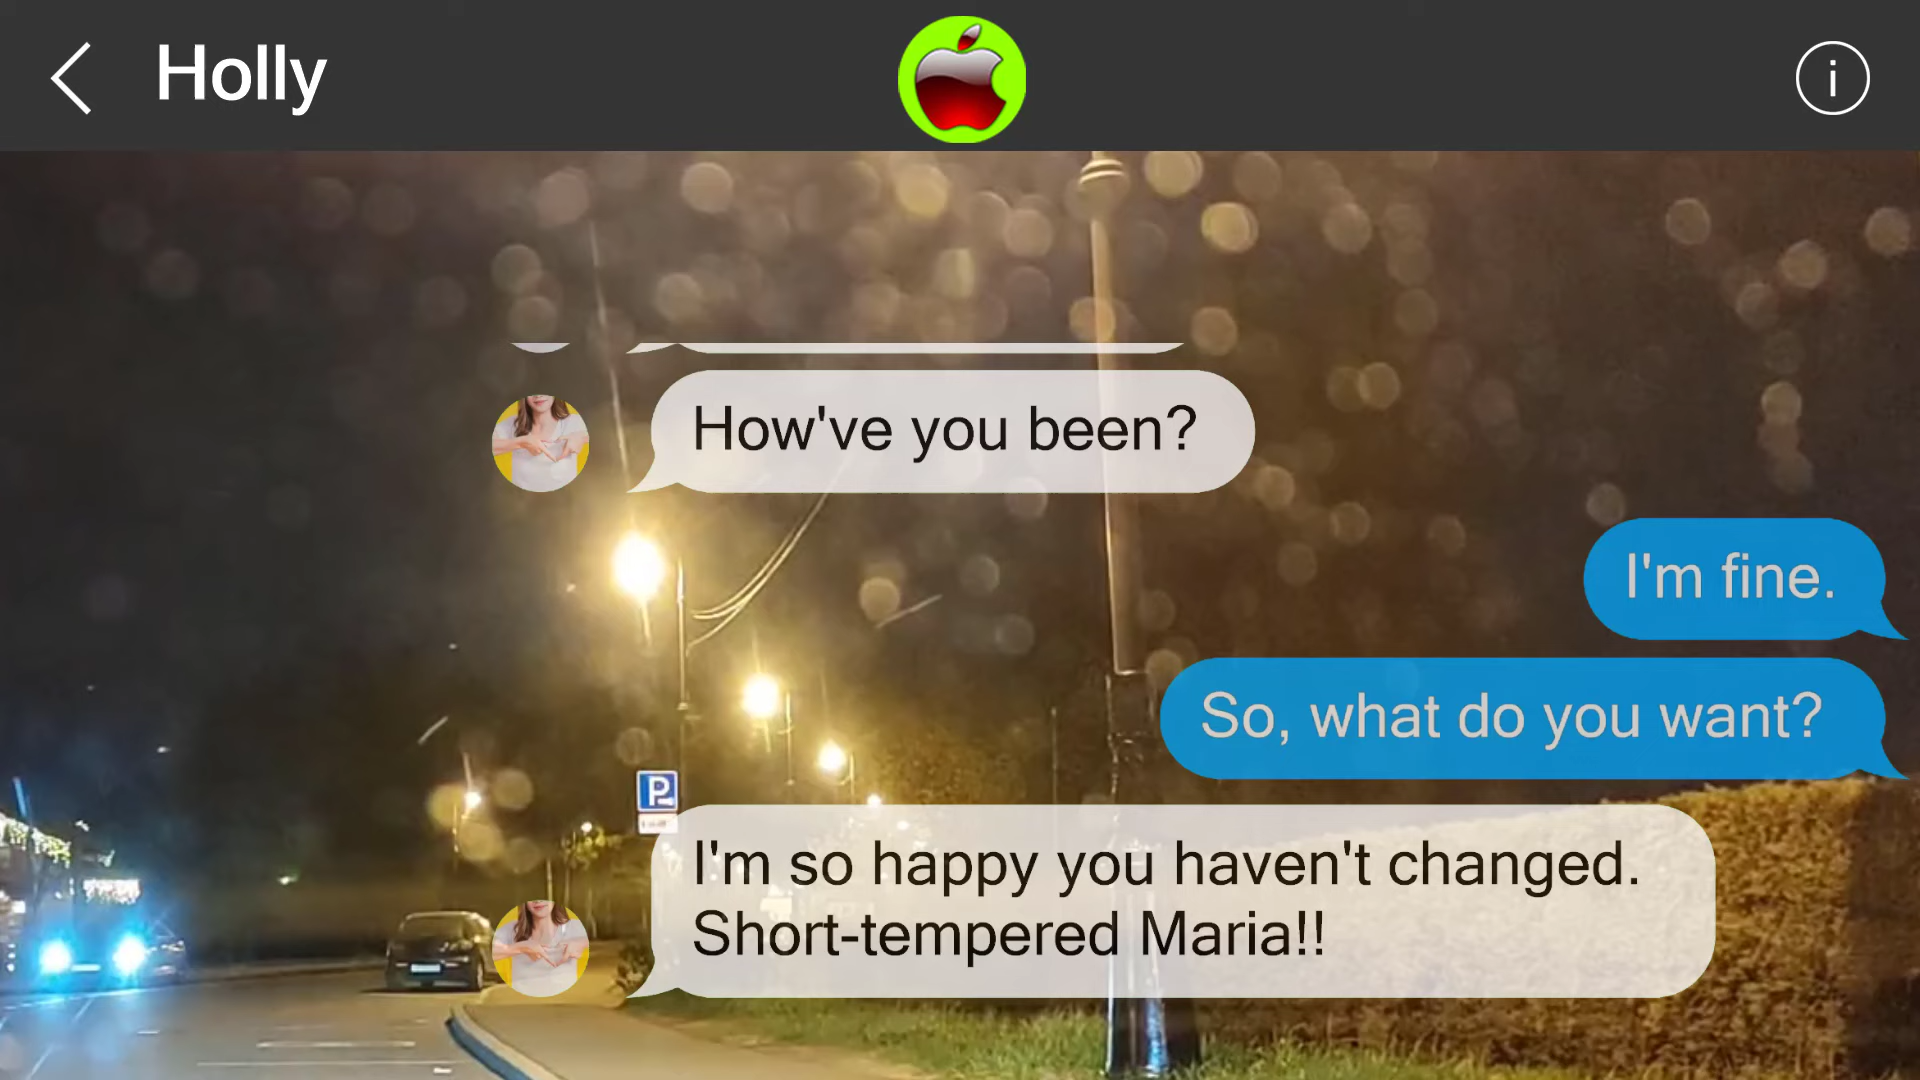 Holly
i
How've you been?
I'm fine.
So, what do you want?
P
I'm so happy you haven't changed.
Short-tempered Maria!!